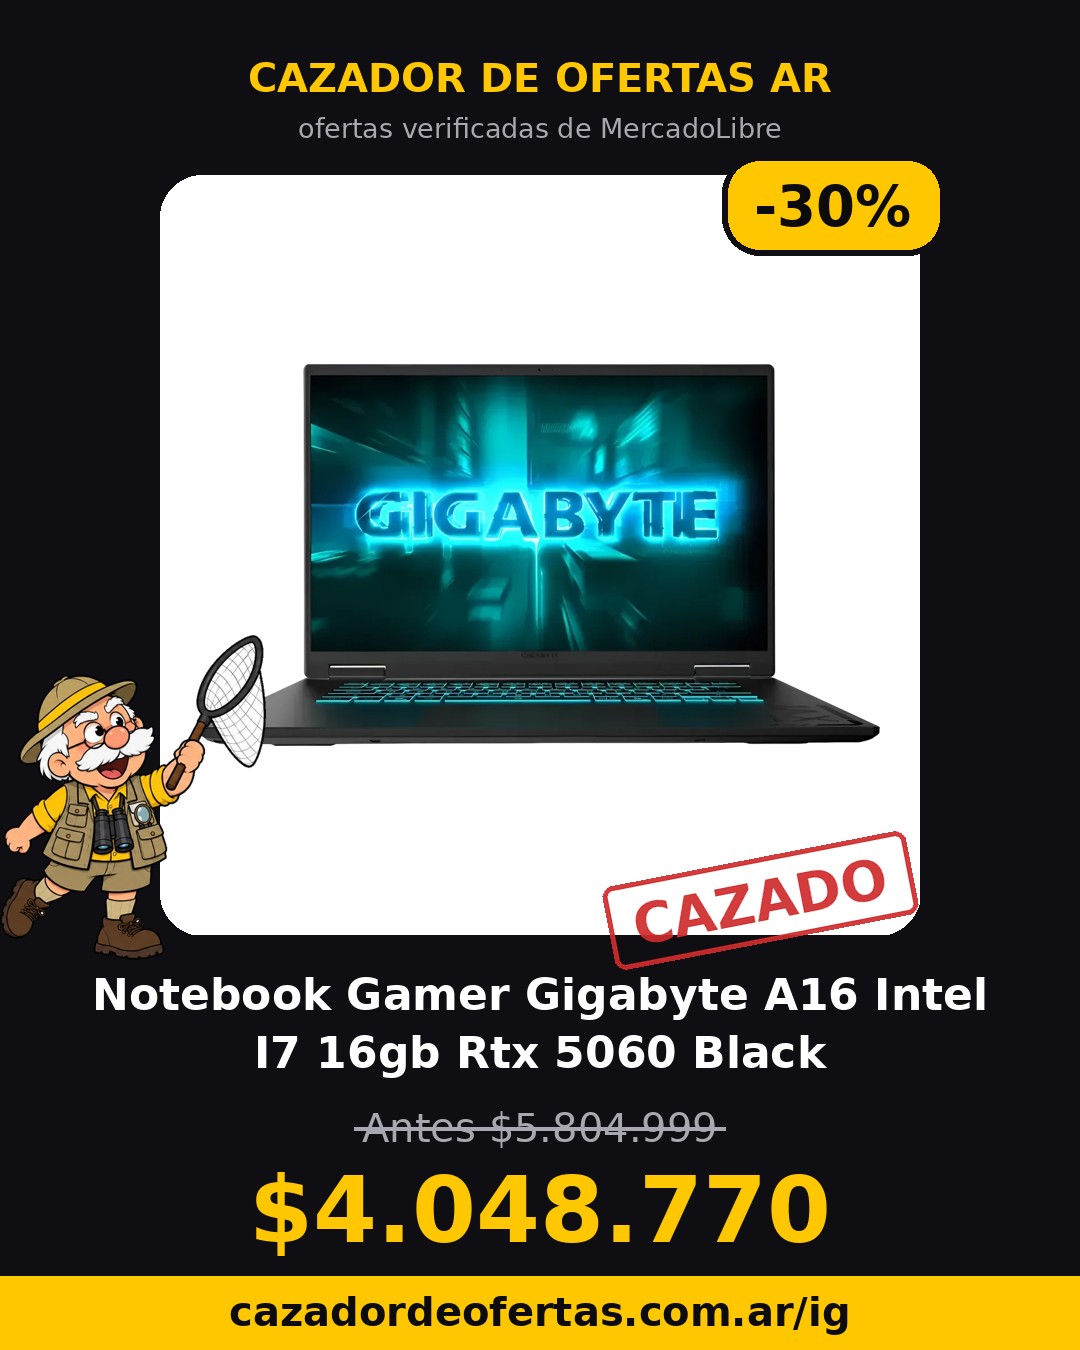 CAZADOR DE OFERTAS AR
ofertas verificadas de MercadoLibre
-30%
GIGABYTE
GIGABYTE
CAZADO
Notebook Gamer Gigabyte A16 Intel
I7 16gb Rtx 5060 Black
Antes $5.804.999
$4.048.770
cazadordeofertas.com.ar/ig